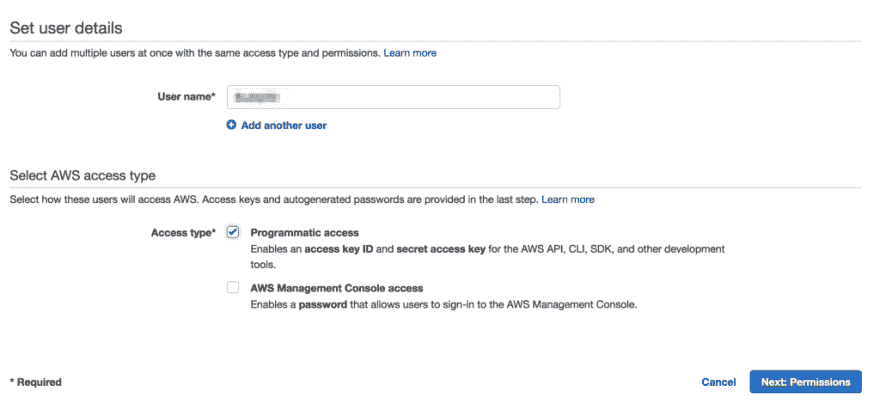 Set user details
You can add multiple users at once with the same access type and permissions. Learn more
User name*
Add another user
Select AWS access type
Select how these users will access AWS. Access keys and autogenerated passwords are provided in the last step. Learn more
Access type* Programmatic access
Enables an access key ID and secret access key for the AWS API, CLI, SDK, and other development
tools.
AWS Management Console access
Enables a password that allows users to sign-in to the AWS Management Console.
* Required Cancel Next: Permissions